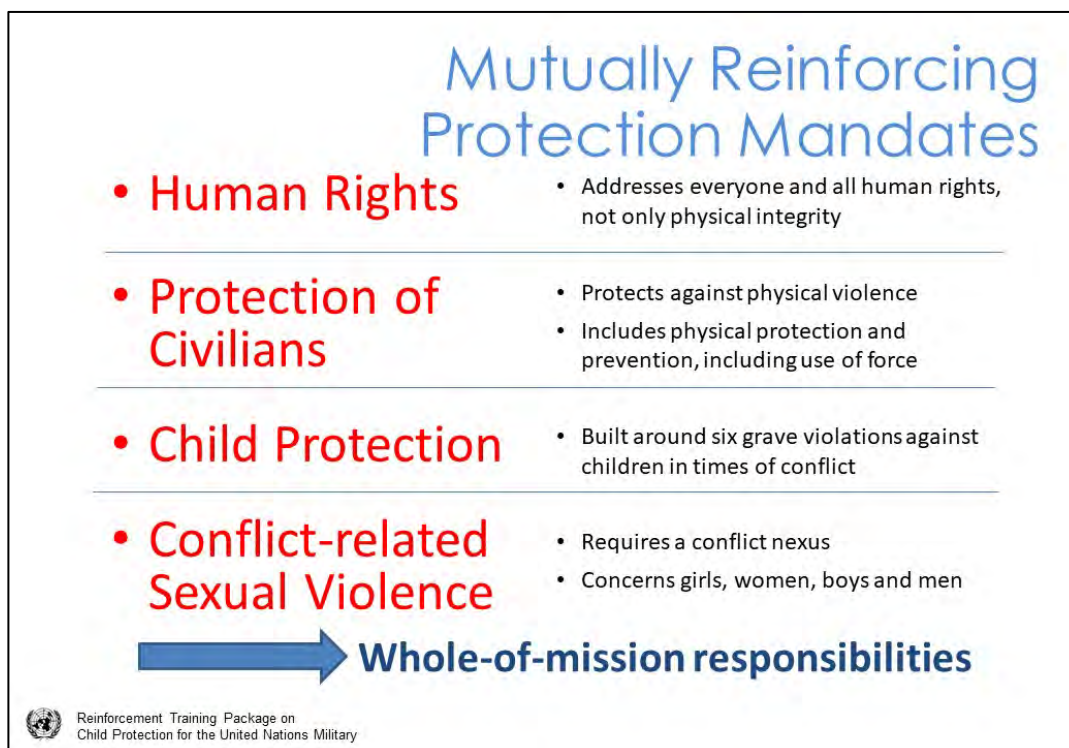 Mutually Reinforcing
Protection Mandates
• Human Rights
• Addresses everyone and all human rights,
not only physical integrity
• Protection of
Civilians
• Protects against physical violence
• Includes physical protection and
prevention, including use of force
• Child Protection
• Built around six grave violations against
children in times of conflict
• Conflict-related
Sexual Violence
• Requires a conflict nexus
• Concerns girls, women, boys and men
Whole-of-mission responsibilities
Reinforcement Training Package on
Child Protection for the United Nations Military